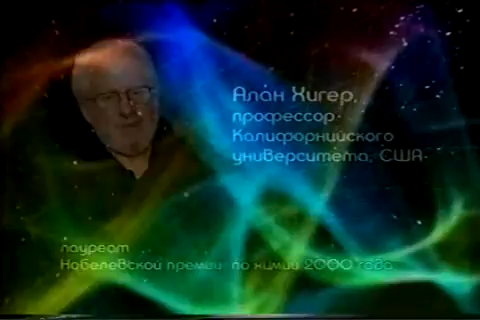 Алан Хигер,
профессор
Калифорнийского
университета, США
лауреат
Нобелевской премии по химии 2000 года